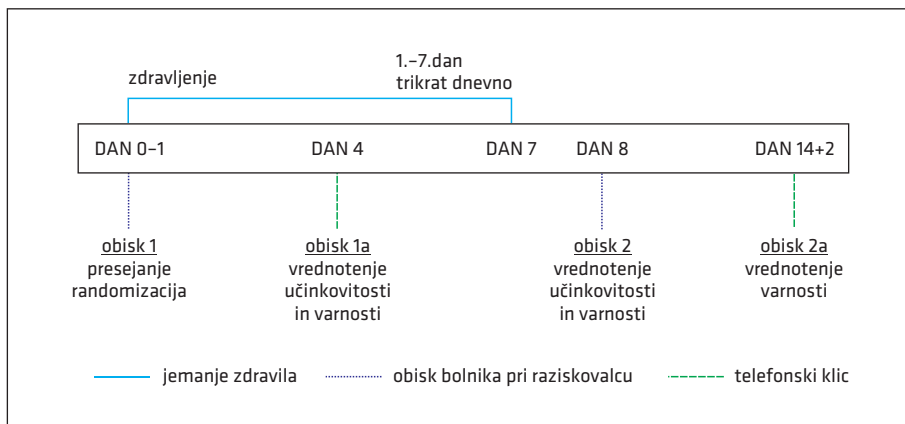 1.–7.dan
zdravljenje
trikrat dnevno
DAN 0–1
DAN 4
DAN 7
DAN 8
DAN 14+2
obisk 1
presejanje
randomizacija
obisk 1a
vrednotenje
učinkovitosti
in varnosti
obisk 2
vrednotenje
učinkovitosti
in varnosti
obisk 2a
vrednotenje
varnosti
jemanje zdravila
obisk bolnika pri raziskovalcu
telefonski klic